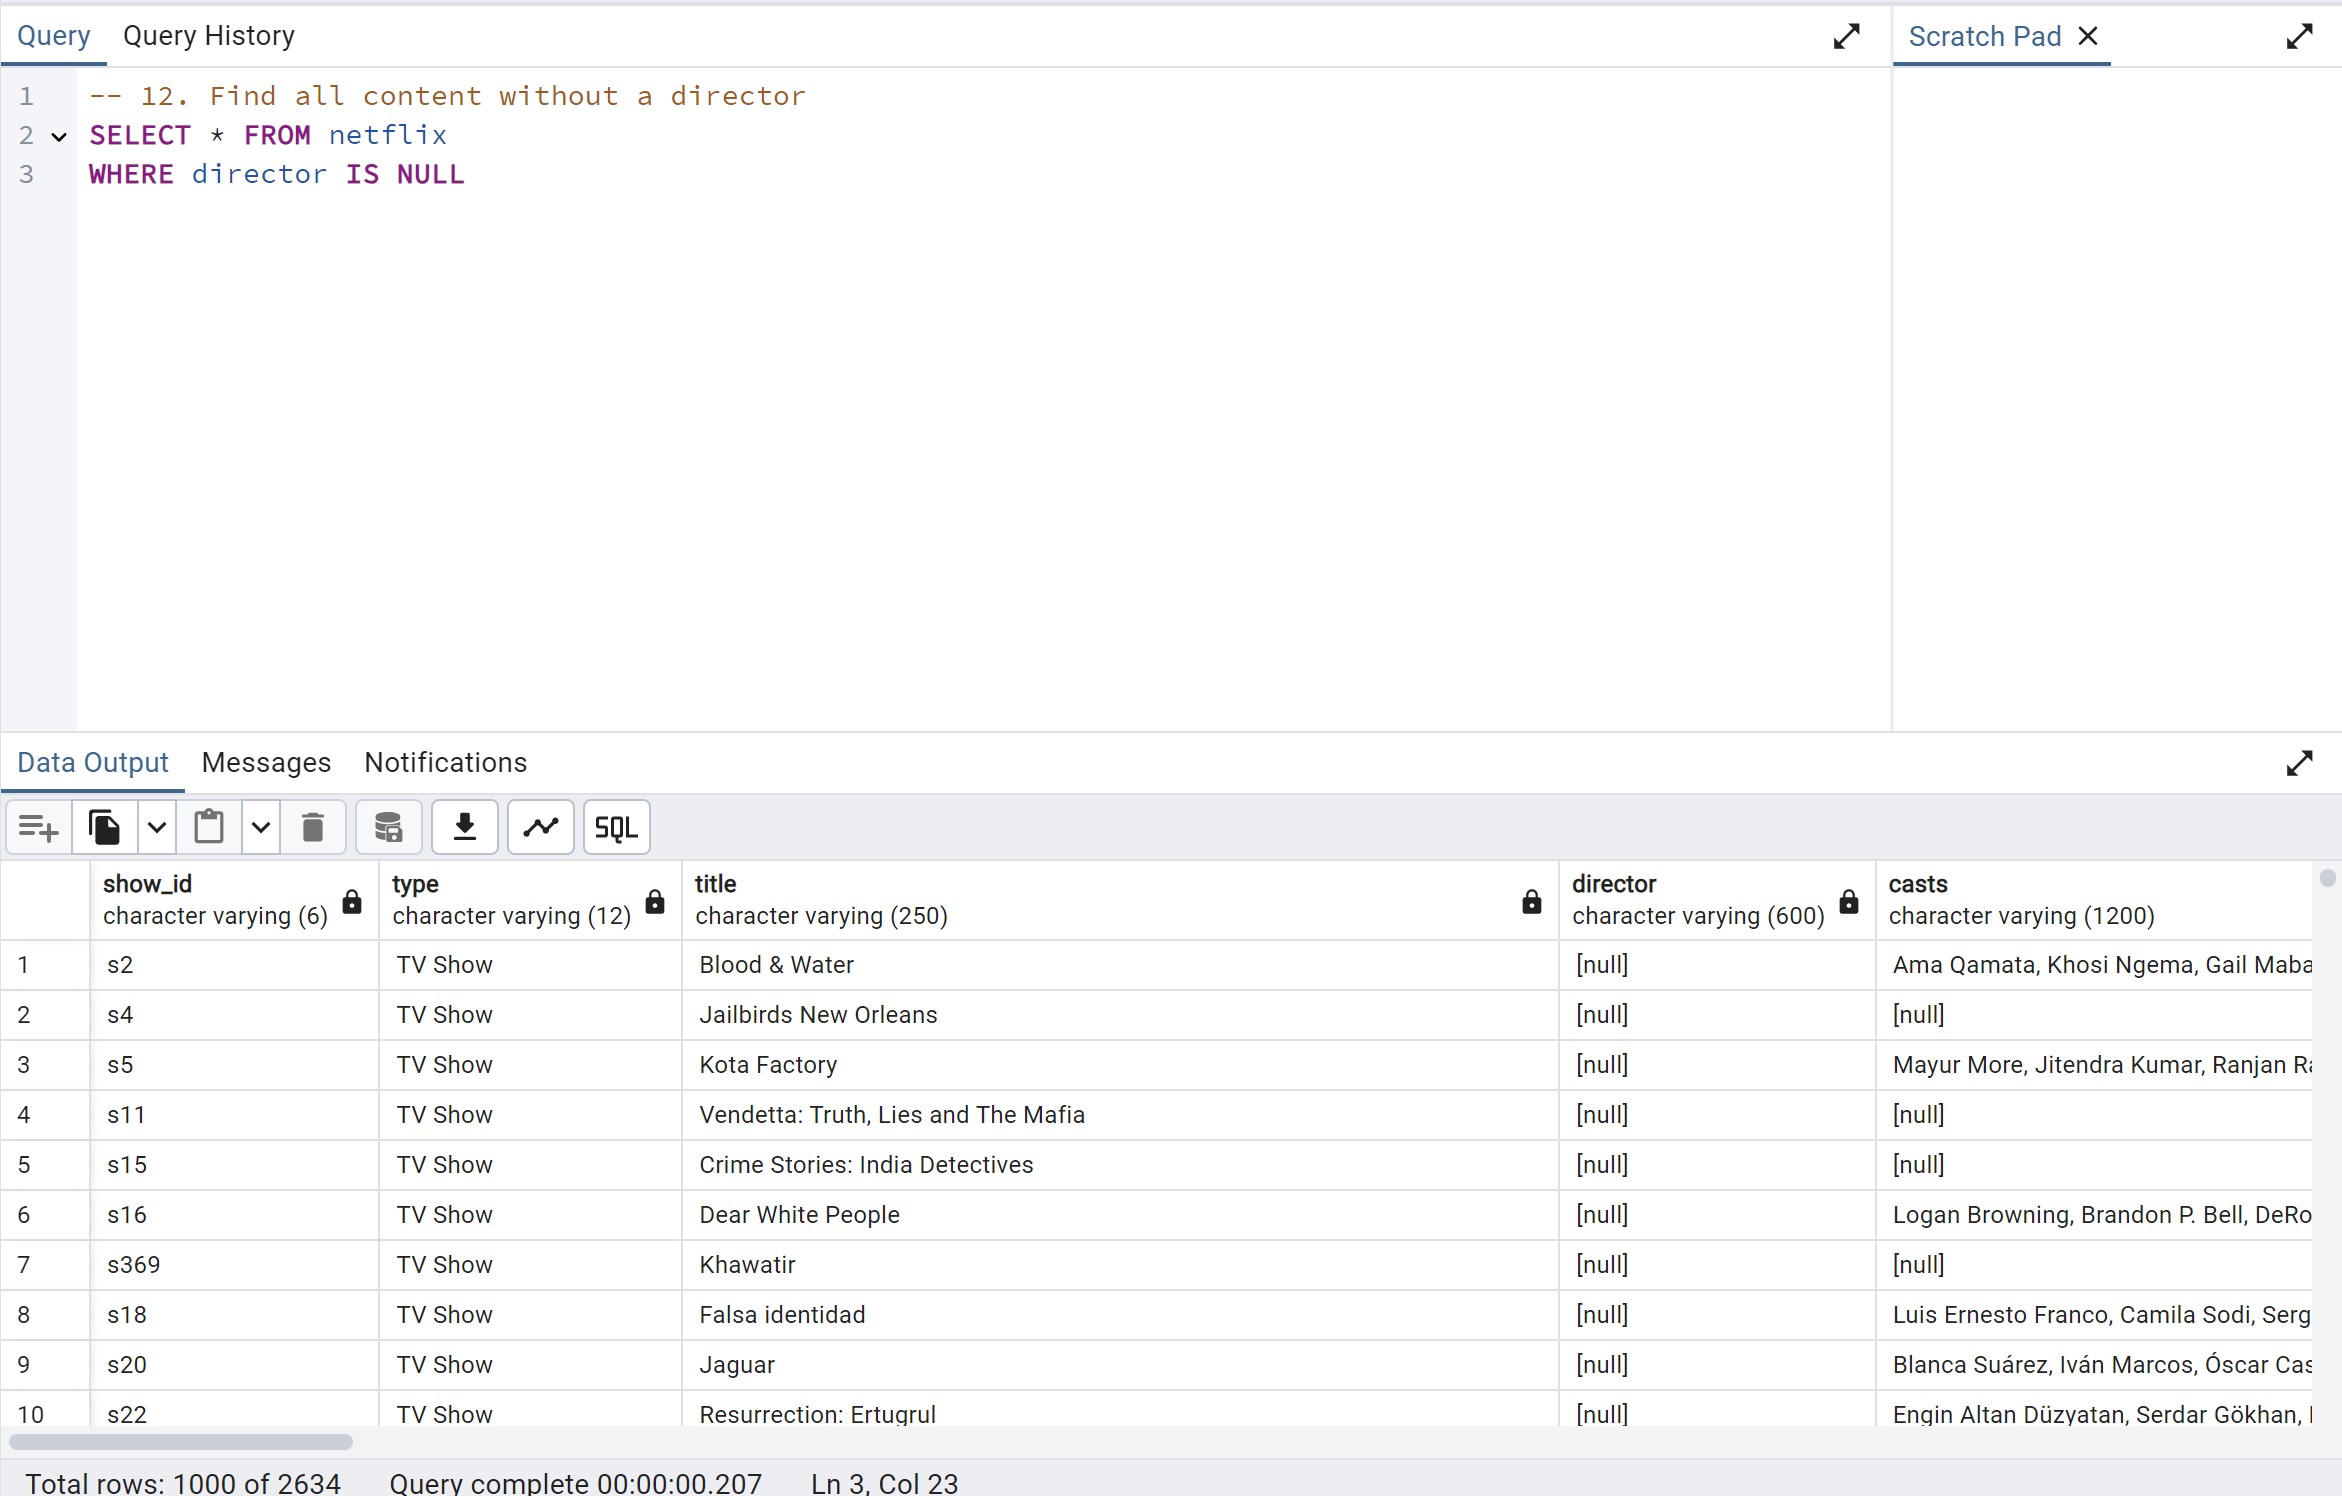 Query Query History Scratch Pad
1 -- 12. Find all content without a director
2 SELECT * FROM netflix
3 WHERE director IS NULL
Data Output Messages Notifications
SQL
show_id type title director casts
character varying (6) character varying (12) character varying (250) character varying (600) character varying (1200)
1 s2 TV Show Blood & Water [null] Ama Qamata, Khosi Ngema, Gail Maba
2 s4 TV Show Jailbirds New Orleans [null] [null]
3 s5 TV Show Kota Factory [null] Mayur More, Jitendra Kumar, Ranjan Ra
4 s11 TV Show Vendetta: Truth, Lies and The Mafia [null] [null]
5 s15 TV Show Crime Stories: India Detectives [null] [null]
6 s16 TV Show Dear White People [null] Logan Browning, Brandon P. Bell, DeRo
7 s369 TV Show Khawatir [null] [null]
8 s18 TV Show Falsa identidad [null] Luis Ernesto Franco, Camila Sodi, Serg
9 s20 TV Show Jaguar [null] Blanca Suárez, Iván Marcos, Óscar Cas
10 s22 TV Show Resurrection: Ertugrul [null] Engin Altan Düzyatan, Serdar Gökhan,
Total rows: 1000 of 2634 Query complete 00:00:00.207 Ln 3, Col 23